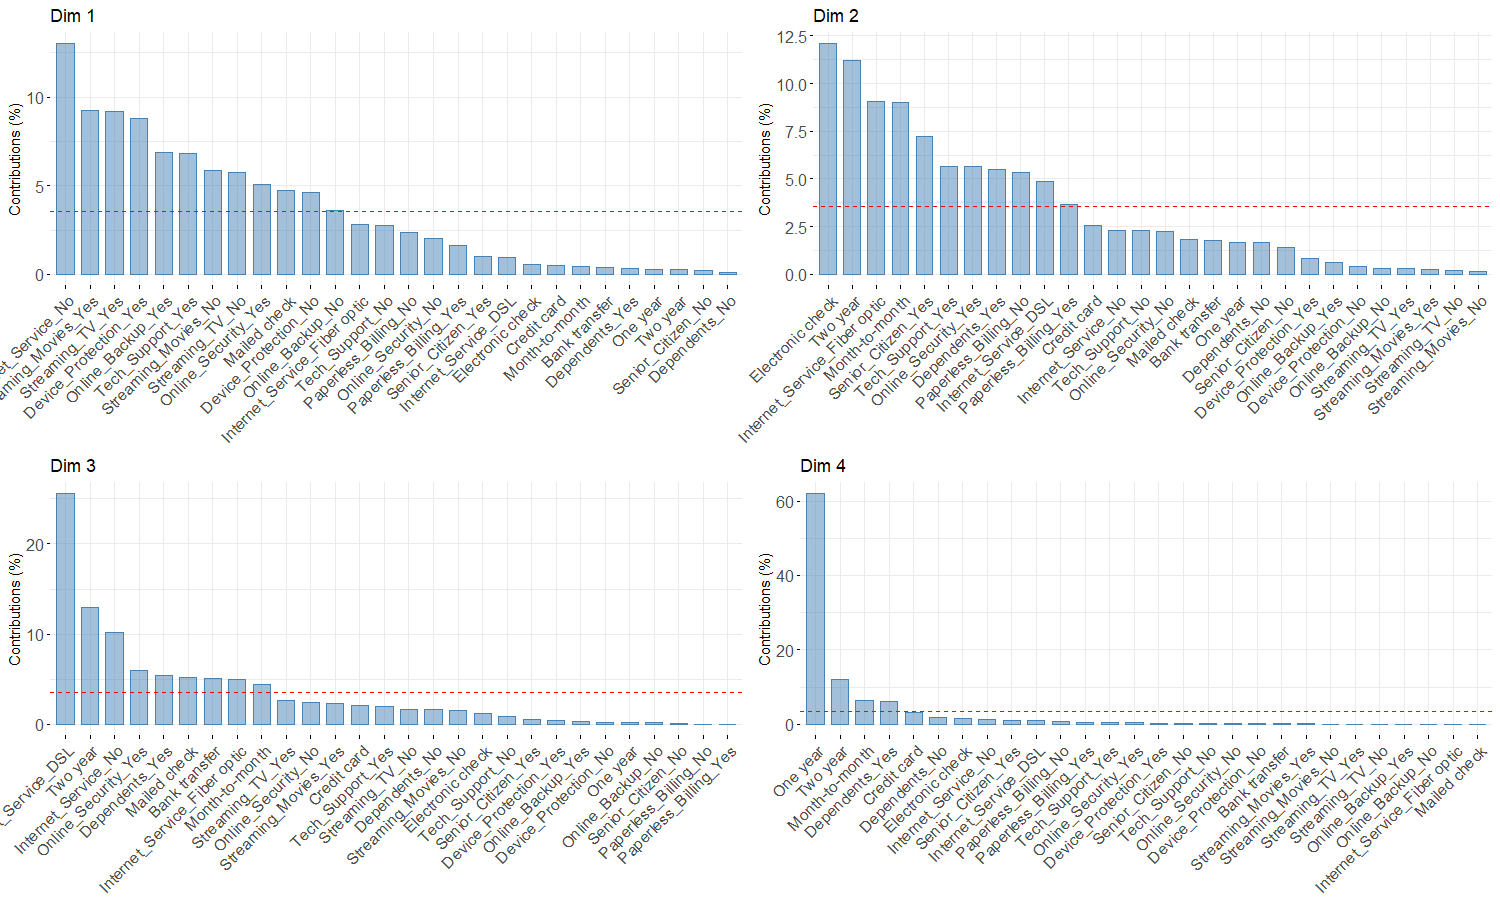 Dim 1
Contributions (%)
10
5
0
et_Service_No
aming_Movies_Yes
Streaming_TV_Yes
Device_Protection_Yes
Online_Backup_Yes
Tech_Support_Yes
Streaming_Movies_No
Streaming_TV_No
Online_Security_Yes
Mailed check
Device_Protection_No
Online_Backup_No
Internet_Service_Fiber optic
Tech_Support_No
Paperless_Billing_No
Online_Security_No
Paperless_Billing_Yes
Senior_Citizen_Yes
Internet_Service_DSL
Electronic check
Credit card
Month-to-month
Bank transfer
Dependents_Yes
One year
Two year
Senior_Citizen_No
Dependents_No
Dim 2
Contributions (%)
12.5
10.0
7.5
5.0
2.5
0.0
Electronic check
Two year
Internet_Service_Fiber optic
Month-to-month
Senior_Citizen_Yes
Tech_Support_Yes
Online_Security_Yes
Dependents_Yes
Paperless_Billing_No
Internet_Service_DSL
Paperless_Billing_Yes
Credit card
Internet_Service_No
Tech_Support_No
Online_Security_No
Mailed check
Bank transfer
One year
Dependents_No
Senior_Citizen_No
Device_Protection_Yes
Online_Backup_Yes
Device_Protection_No
Online_Backup_No
Streaming_TV_Yes
Streaming_Movies_Yes
Streaming_TV_No
Streaming_Movies_No
Dim 3
Contributions (%)
20
10
0
_Service_DSL
Two year
Internet_Service_No
Online_Security_Yes
Dependents_Yes
Mailed check
Bank transfer
Internet_Service_Fiber optic
Month-to-month
Streaming_TV_Yes
Online_Security_No
Streaming_Movies_Yes
Credit card
Tech_Support_Yes
Streaming_TV_No
Dependents_No
Streaming_Movies_No
Electronic check
Tech_Support_No
Senior_Citizen_Yes
Device_Protection_Yes
Online_Backup_Yes
Device_Protection_No
One year
Online_Backup_No
Senior_Citizen_No
Paperless_Billing_No
Paperless_Billing_Yes
Dim 4
Contributions (%)
60
40
20
0
One year
Two year
Month-to-month
Dependents_Yes
Credit card
Dependents_No
Electronic check
Internet_Service_No
Senior_Citizen_Yes
Internet_Service_DSL
Paperless_Billing_No
Paperless_Billing_Yes
Tech_Support_Yes
Online_Security_Yes
Device_Protection_Yes
Senior_Citizen_No
Tech_Support_No
Online_Security_No
Device_Protection_No
Bank transfer
Streaming_Movies_Yes
Streaming_Movies_No
Streaming_TV_Yes
Streaming_TV_No
Online_Backup_Yes
Online_Backup_No
Internet_Service_Fiber optic
Mailed check